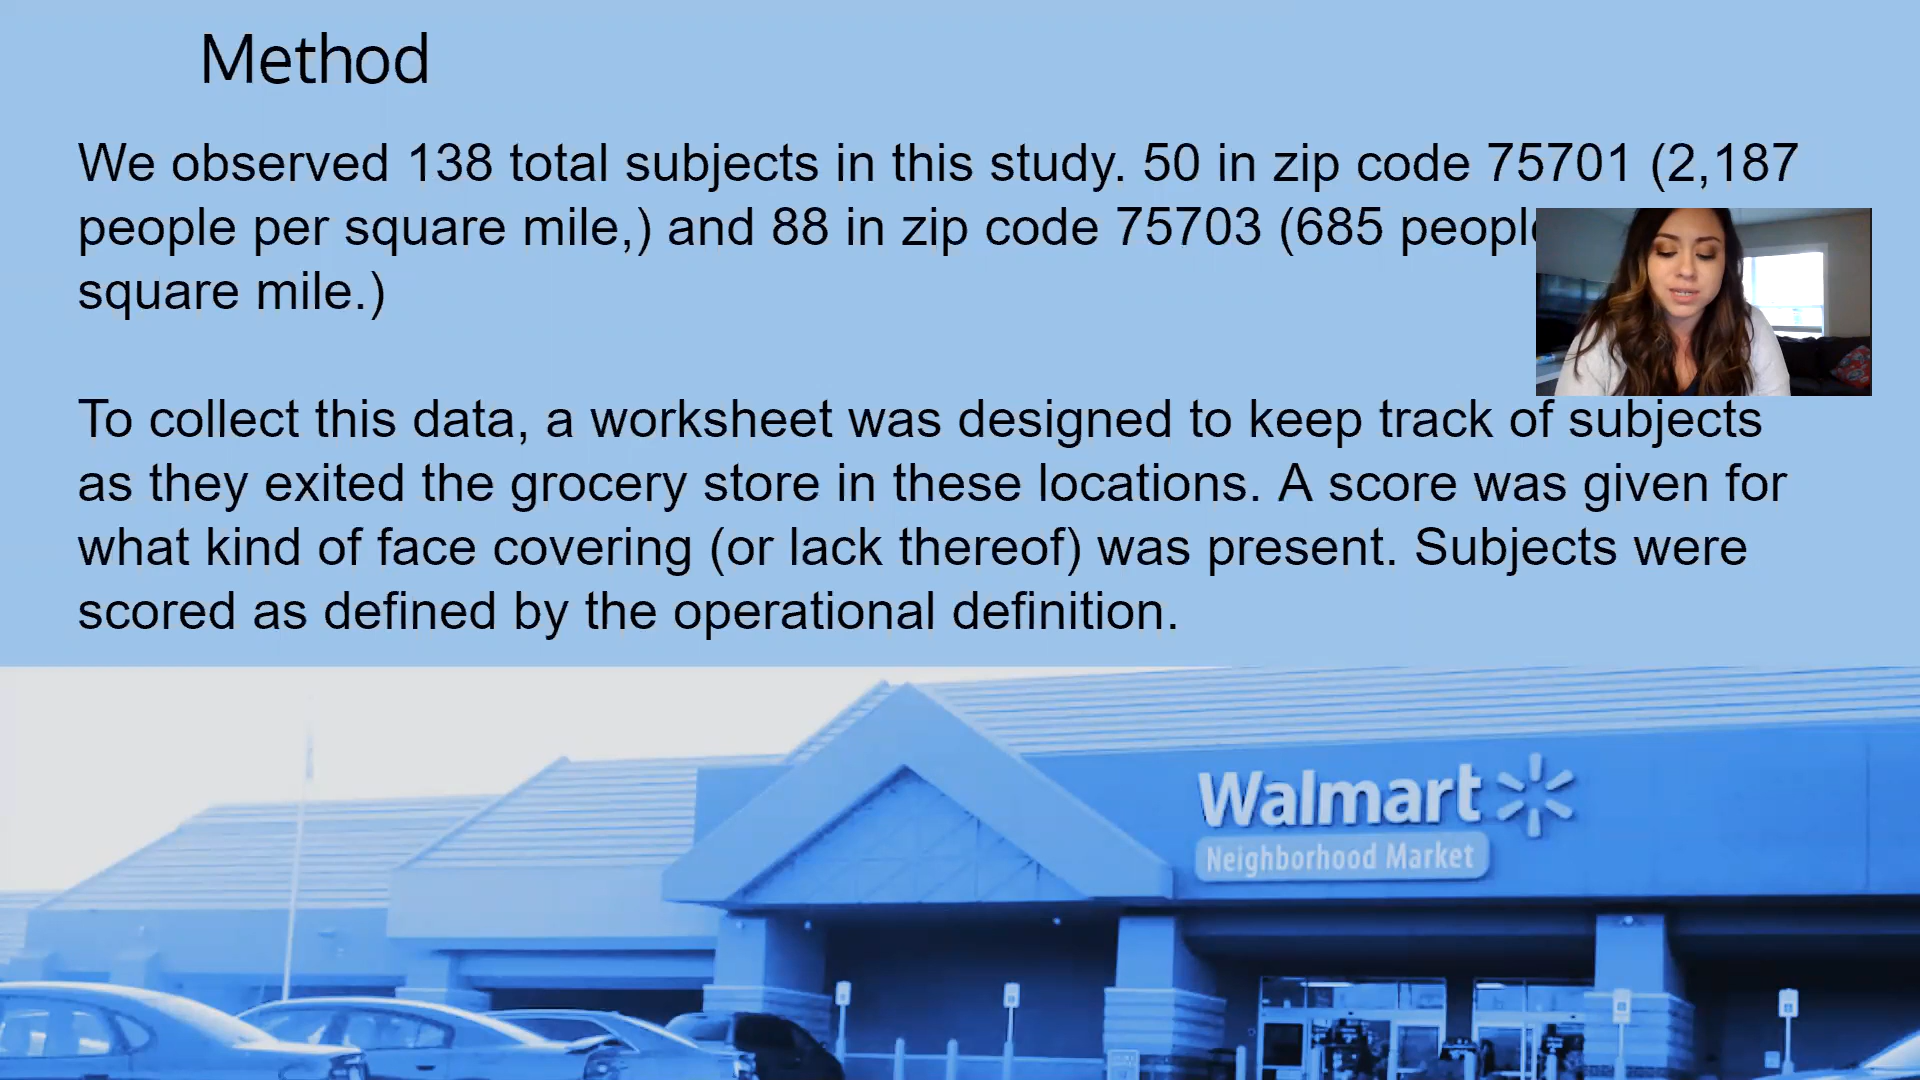 Method
We observed 138 total subjects in this study. 50 in zip code 75701 (2,187
people per square mile,) and 88 in zip code 75703 (685 people
square mile.)
To collect this data, a worksheet was designed to keep track of subjects
as they exited the grocery store in these locations. A score was given for
what kind of face covering (or lack thereof) was present. Subjects were
scored as defined by the operational definition.
Walmart
Neighborhood Market